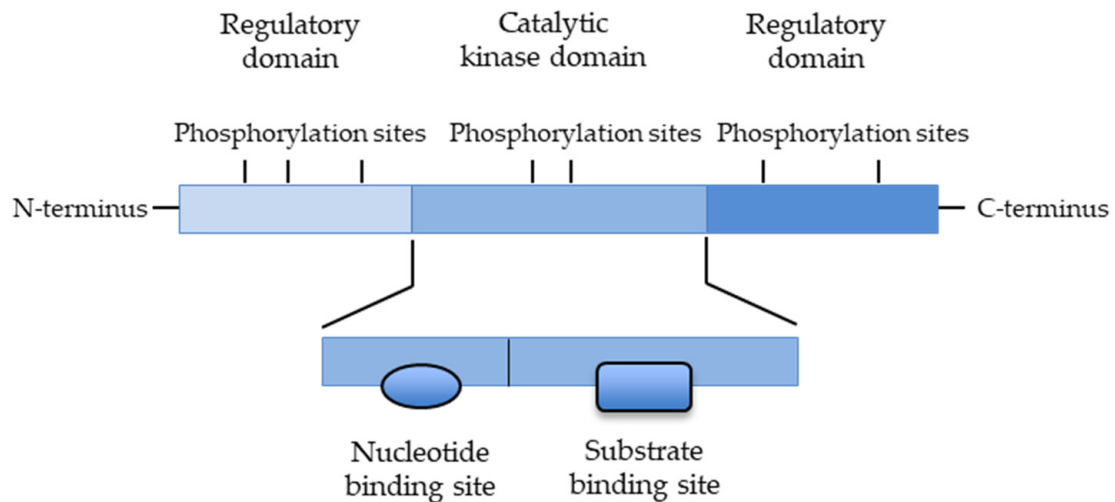 Regulatory
domain
Catalytic
kinase domain
Regulatory
domain
Phosphorylation sites
Phosphorylation sites
Phosphorylation sites
N-terminus
C-terminus
Nucleotide
binding site
Substrate
binding site